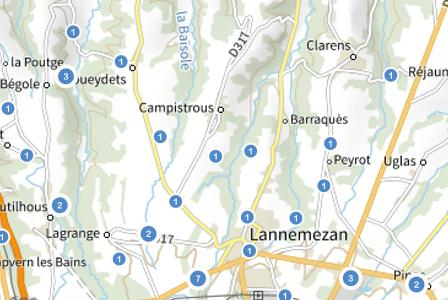 la Baïsole
D317
Clarens
la Poutge
1
1
3
oueydets
Réjaum
1
Bégole
Campistrous
1
Barraquès
1
1
1
1
1
Peyrot
Uglas
1
1
2
utilhous
1
1
Lagrange
2
17
Lannemezan
1
1
1
apvern les Bains
7
3
2
Pin
1